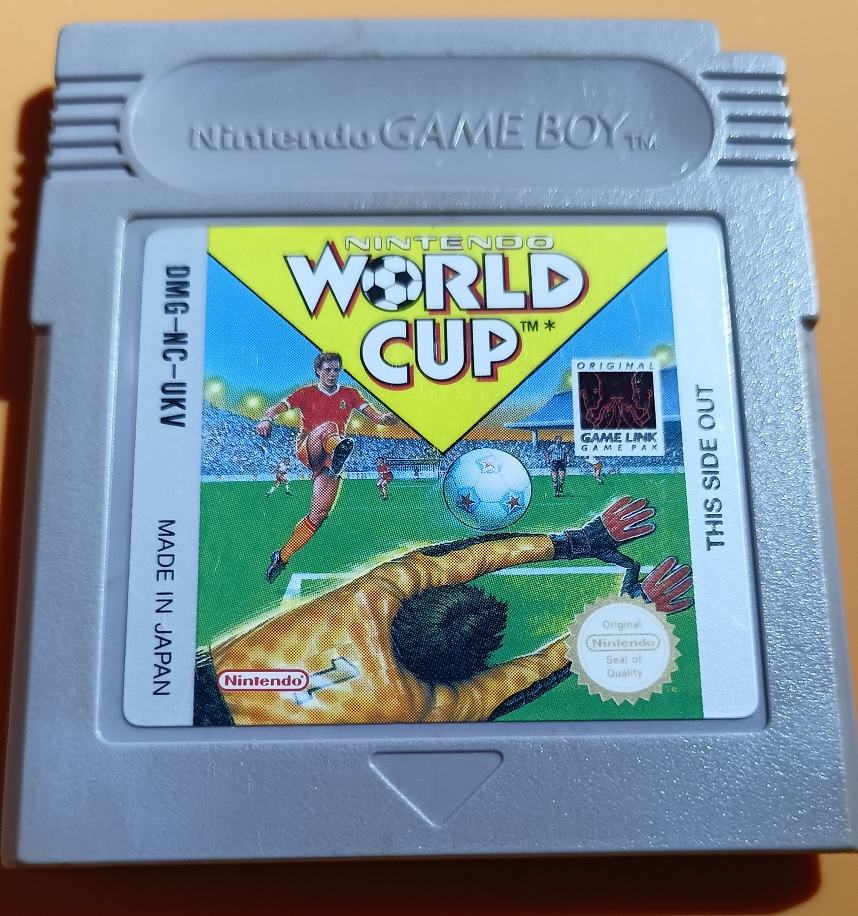 Nintendo GAME BOY TM
DMG-NC-UKV
MADE IN JAPAN
NINTENDO
WORLD
CUP TM *
ORIGINAL
GAME LINK
GAME PAK
THIS SIDE OUT
1
Nintendo®
Original
Nintendo
Seal of
Quality